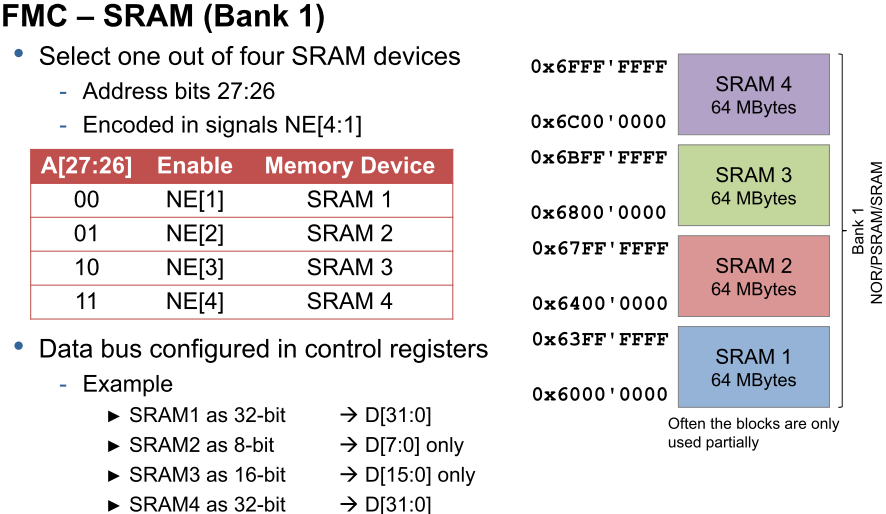 FMC – SRAM (Bank 1)
• Select one out of four SRAM devices
- Address bits 27:26
- Encoded in signals NE[4:1]
A[27:26] Enable Memory Device
00 NE[1] SRAM 1
01 NE[2] SRAM 2
10 NE[3] SRAM 3
11 NE[4] SRAM 4
• Data bus configured in control registers
- Example
► SRAM1 as 32-bit → D[31:0]
► SRAM2 as 8-bit → D[7:0] only
► SRAM3 as 16-bit → D[15:0] only
► SRAM4 as 32-bit → D[31:0]
0x6FFF'FFFF
SRAM 4
64 MBytes
0x6C00'0000
0x6BFF'FFFF
SRAM 3
64 MBytes
0x6800'0000
0x67FF'FFFF
SRAM 2
64 MBytes
0x6400'0000
0x63FF'FFFF
SRAM 1
64 MBytes
0x6000'0000
Bank 1
NOR/PSRAM/SRAM
Often the blocks are only
used partially